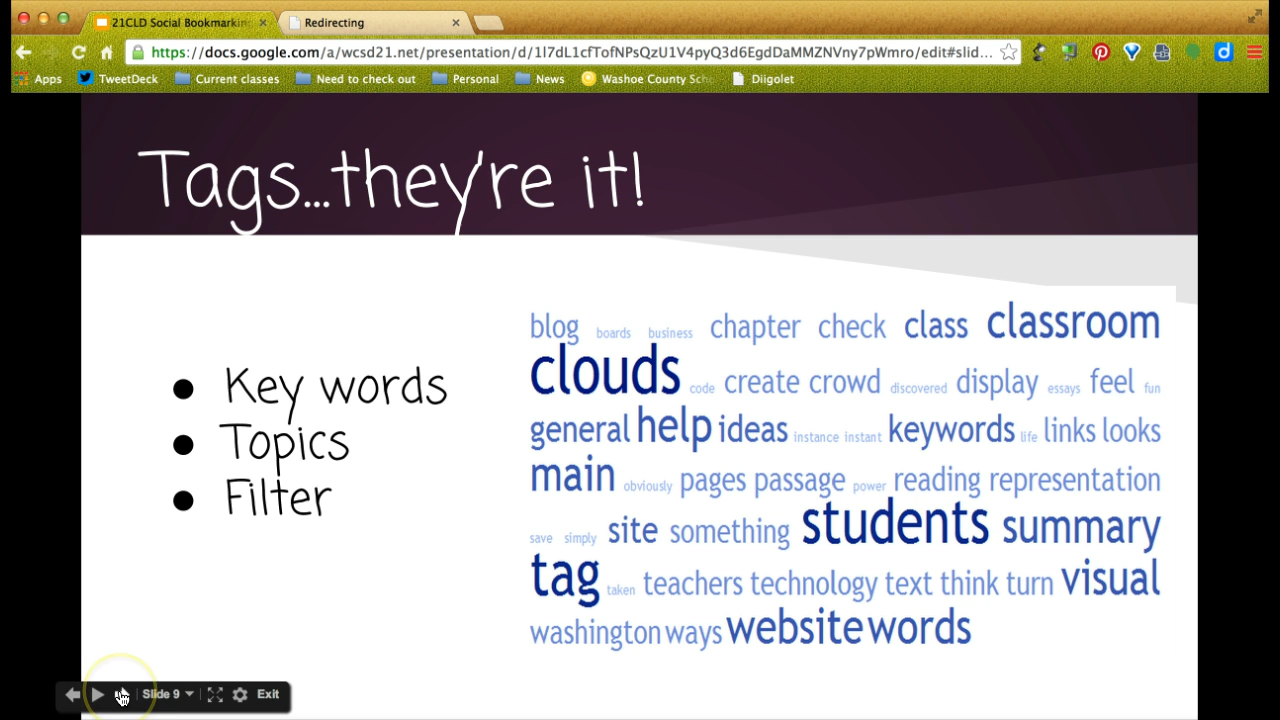 21CLD Social Bookmarkin
Redirecting
https://docs.google.com/a/wcsd21.net/presentation/d/1l7dL1cfTofNPsQzU1V4pyQ3d6EgdDaMMZNVny7pWmro/edit#slid...
Apps TweetDeck Current classes Need to check out Personal News Washoe County Scho Diigolet
Tags...they're it!
● Key words
● Topics
● Filter
blog boards business chapter check class classroom
clouds code create crowd discovered display essays feel fun
general help ideas instance instant keywords life links looks
main obviously pages passage power reading representation
save simply site something students summary
tag taken teachers technology text think turn visual
washington ways website words
Slide 9 Exit